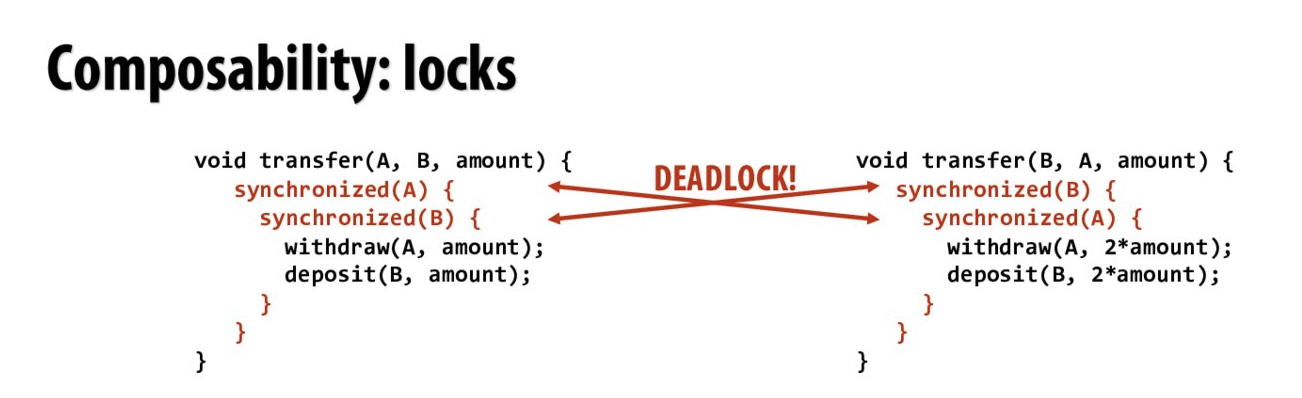 Composability: locks
void transfer(A, B, amount) {
synchronized(A) {
synchronized(B) {
withdraw(A, amount);
deposit(B, amount);
}
}
}
DEADLOCK!
void transfer(B, A, amount) {
synchronized(B) {
synchronized(A) {
withdraw(A, 2*amount);
deposit(B, 2*amount);
}
}
}